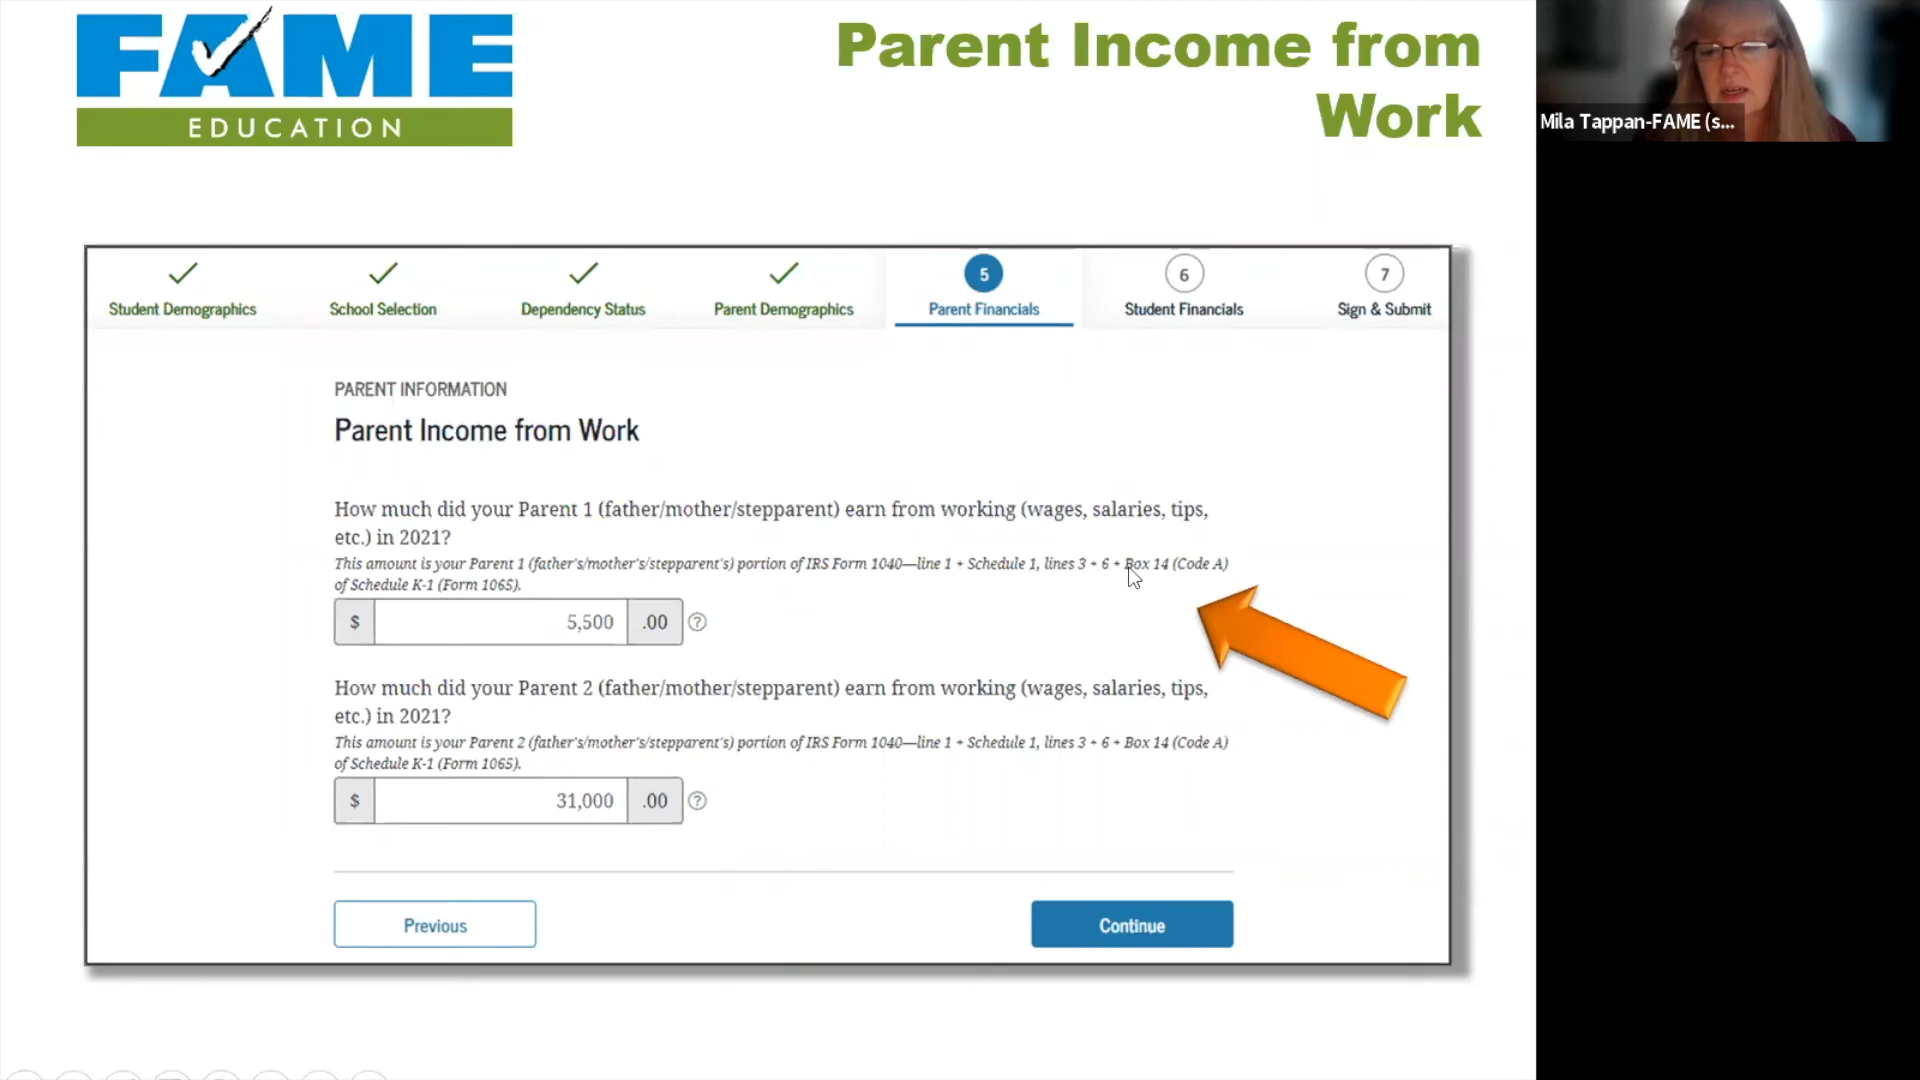 FAME
EDUCATION
Parent Income from
Work
Mila Tappan-FAME (s...
Student Demographics
School Selection
Dependency Status
Parent Demographics
5
Parent Financials
6
Student Financials
7
Sign & Submit
PARENT INFORMATION
Parent Income from Work
How much did your Parent 1 (father/mother/stepparent) earn from working (wages, salaries, tips,
etc.) in 2021?
This amount is your Parent 1 (father's/mother's/stepparent's) portion of IRS Form 1040—line 1 + Schedule 1, lines 3 + 6 + Box 14 (Code A)
of Schedule K-1 (Form 1065).
$ 5,500 .00 ?
How much did your Parent 2 (father/mother/stepparent) earn from working (wages, salaries, tips,
etc.) in 2021?
This amount is your Parent 2 (father's/mother's/stepparent's) portion of IRS Form 1040—line 1 + Schedule 1, lines 3 + 6 + Box 14 (Code A)
of Schedule K-1 (Form 1065).
$ 31,000 .00 ?
Previous
Continue